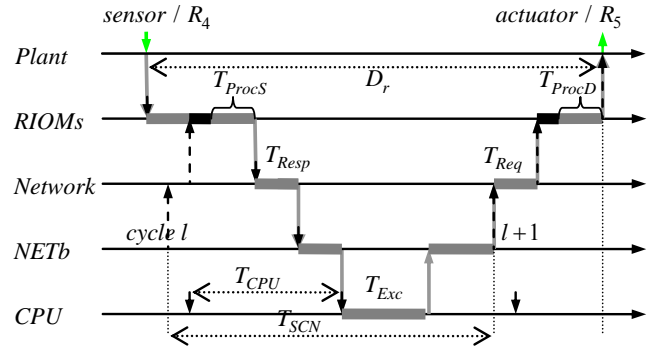 sensor / R4 actuator / R5
Plant
Dr
TProcS TProcD
RIOMs
TResp TReq
Network
cycle l l+1
NETb
TCPU TExc
CPU
TSCN